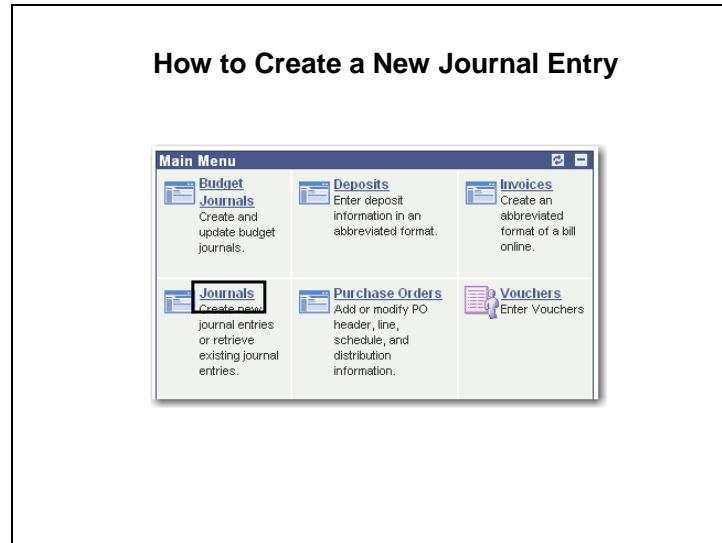 How to Create a New Journal Entry
Main Menu
Budget
Journals
Create and
update budget
journals.
Deposits
Enter deposit
information in an
abbreviated format.
Invoices
Create an
abbreviated
format of a bill
online.
Journals
Create new
journal entries
or retrieve
existing journal
entries.
Purchase Orders
Add or modify PO
header, line,
schedule, and
distribution
information.
Vouchers
Enter Vouchers